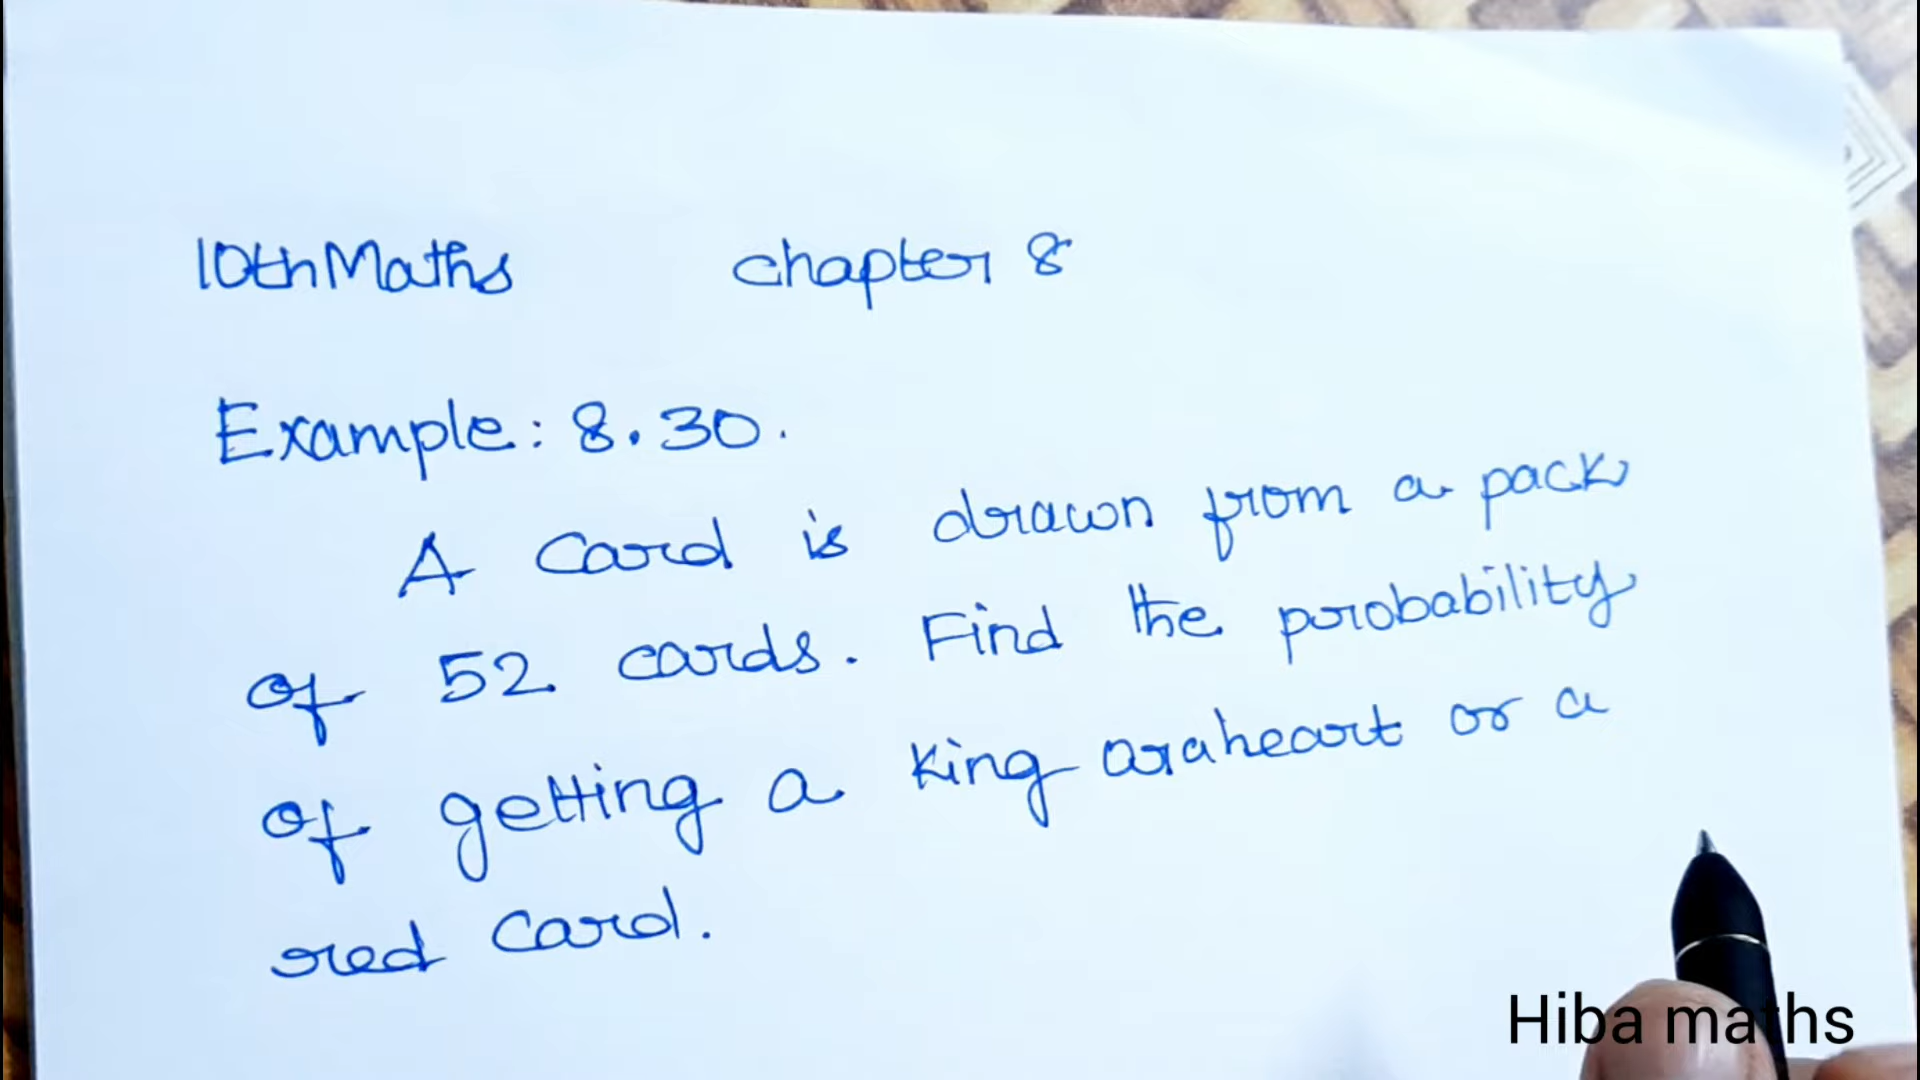 10th Maths chapter 8
Example: 8.30.
A Card is drawn from a pack
of 52 cards. Find the probability
of getting a king or a heart or a
red card.
Hiba maths